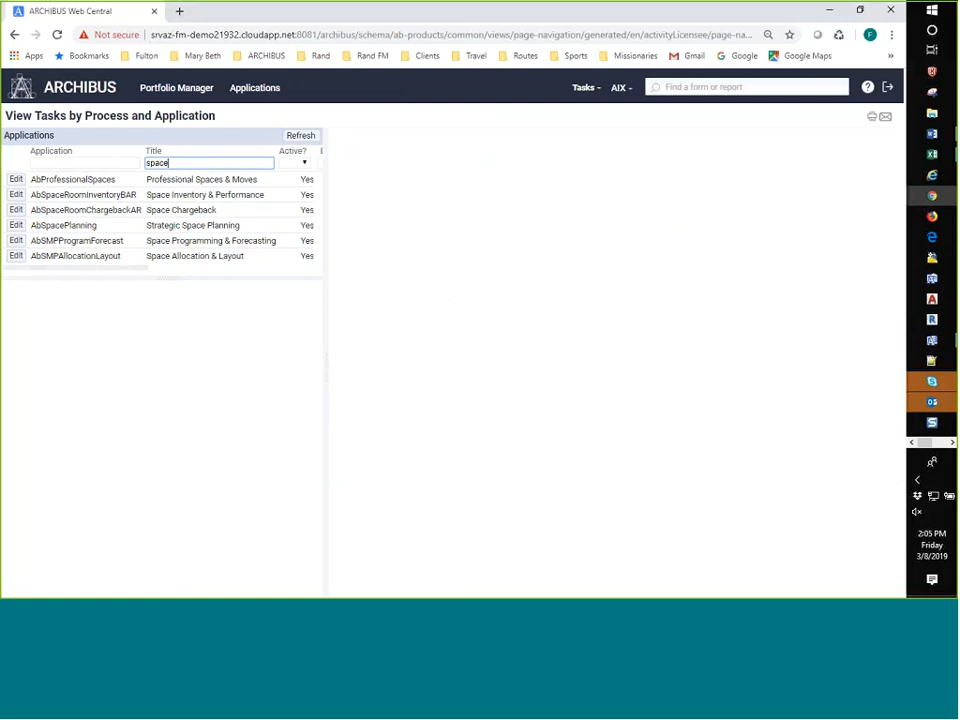 ARCHIBUS Web Central
Not secure srvaz-fm-demo21932.cloudapp.net:8081/archibus/schema/ab-products/common/views/page-navigation/generated/en/activityLicensee/page-na...
Apps Bookmarks Fulton Mary Beth ARCHIBUS Rand Rand FM Clients Travel Routes Sports Missionaries Gmail Google Google Maps »
ARCHIBUS Portfolio Manager Applications Tasks AIX Find a form or report
View Tasks by Process and Application
Applications Refresh
Application Title Active?
space
Edit AbProfessionalSpaces Professional Spaces & Moves Yes
Edit AbSpaceRoomInventoryBAR Space Inventory & Performance Yes
Edit AbSpaceRoomChargebackAR Space Chargeback Yes
Edit AbSpacePlanning Strategic Space Planning Yes
Edit AbSMPProgramForecast Space Programming & Forecasting Yes
Edit AbSMPAllocationLayout Space Allocation & Layout Yes
2:05 PM
Friday
3/8/2019